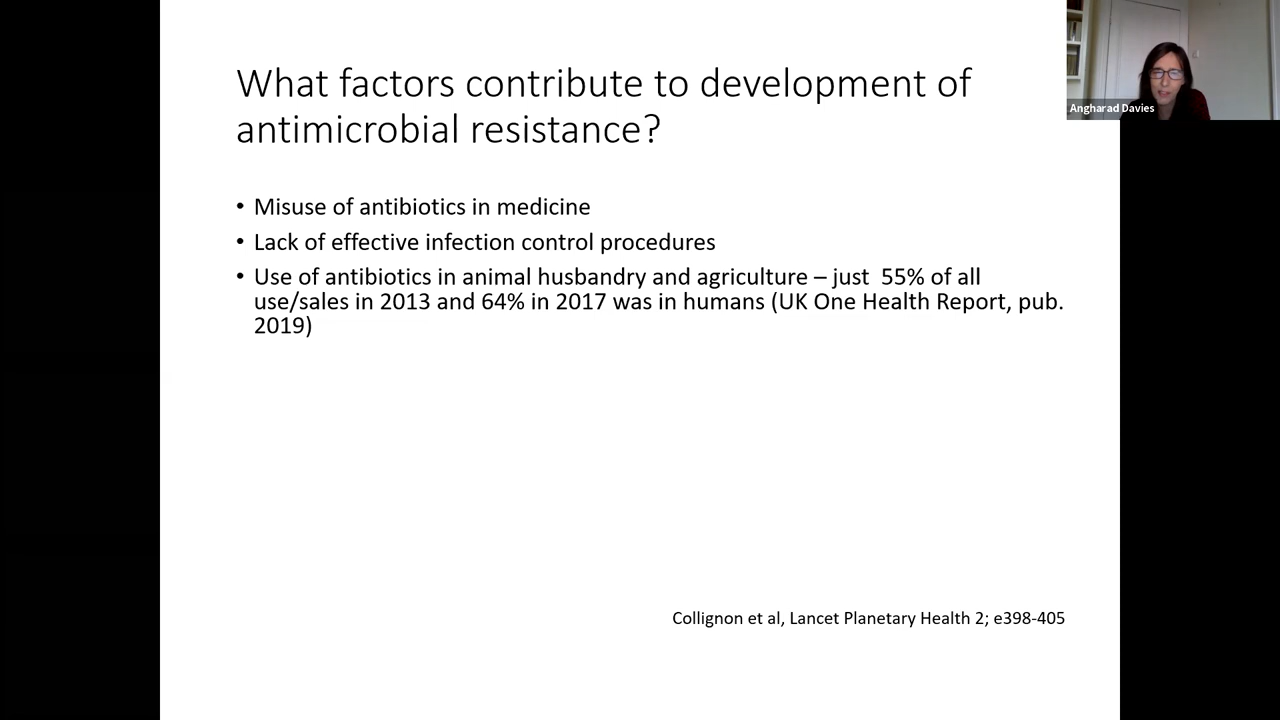 What factors contribute to development of
antimicrobial resistance?
• Misuse of antibiotics in medicine
• Lack of effective infection control procedures
• Use of antibiotics in animal husbandry and agriculture – just  55% of all
use/sales in 2013 and 64% in 2017 was in humans (UK One Health Report, pub.
2019)
Collignon et al, Lancet Planetary Health 2; e398-405
Angharad Davies